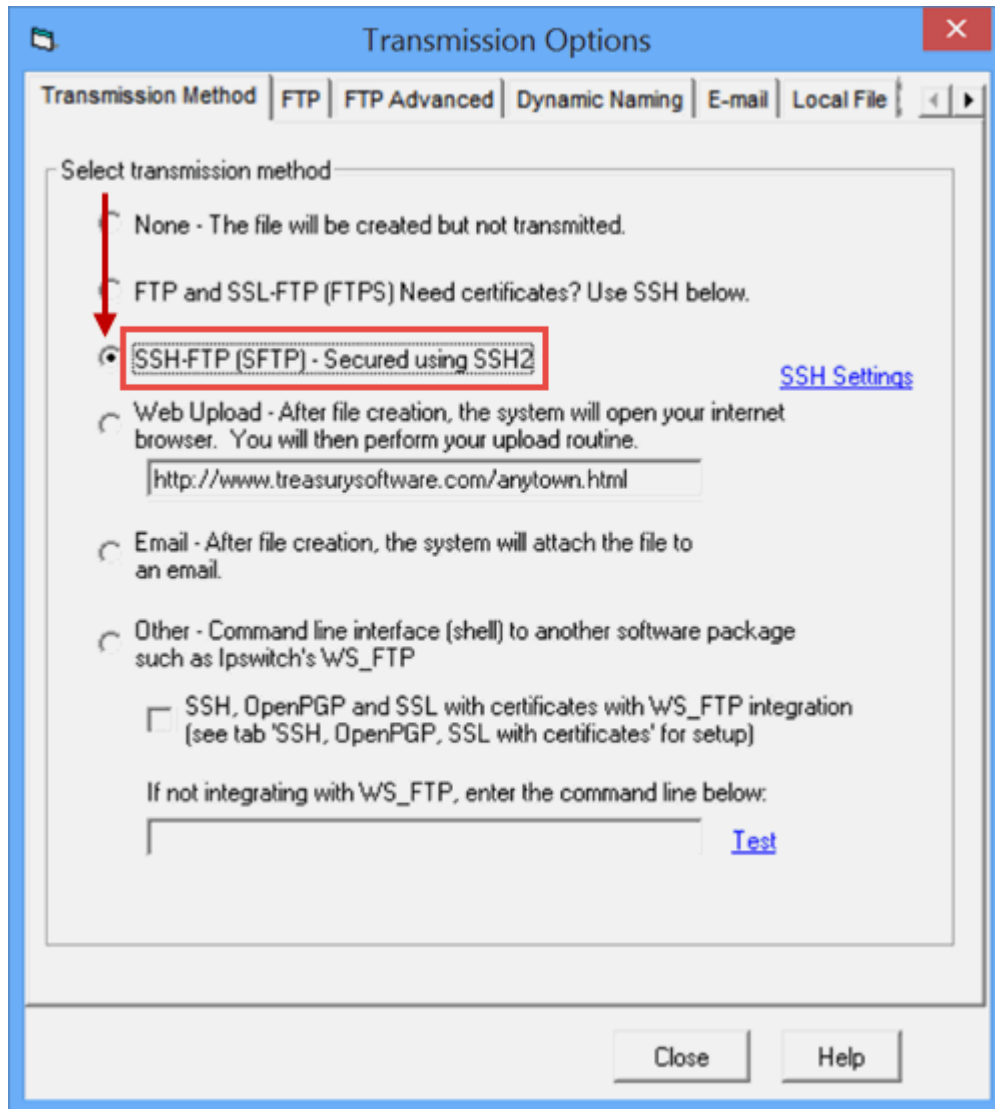 Transmission Options
Transmission Method FTP FTP Advanced Dynamic Naming E-mail Local File
Select transmission method
None - The file will be created but not transmitted.
FTP and SSL-FTP (FTPS) Need certificates? Use SSH below.
SSH-FTP (SFTP) - Secured using SSH2
SSH Settings
Web Upload - After file creation, the system will open your internet
browser. You will then perform your upload routine.
http://www.treasurysoftware.com/anytown.html
Email - After file creation, the system will attach the file to
an email.
Other - Command line interface (shell) to another software package
such as Ipswitch's WS_FTP
SSH, OpenPGP and SSL with certificates with WS_FTP integration
(see tab 'SSH, OpenPGP, SSL with certificates' for setup)
If not integrating with WS_FTP, enter the command line below:
Test
Close Help